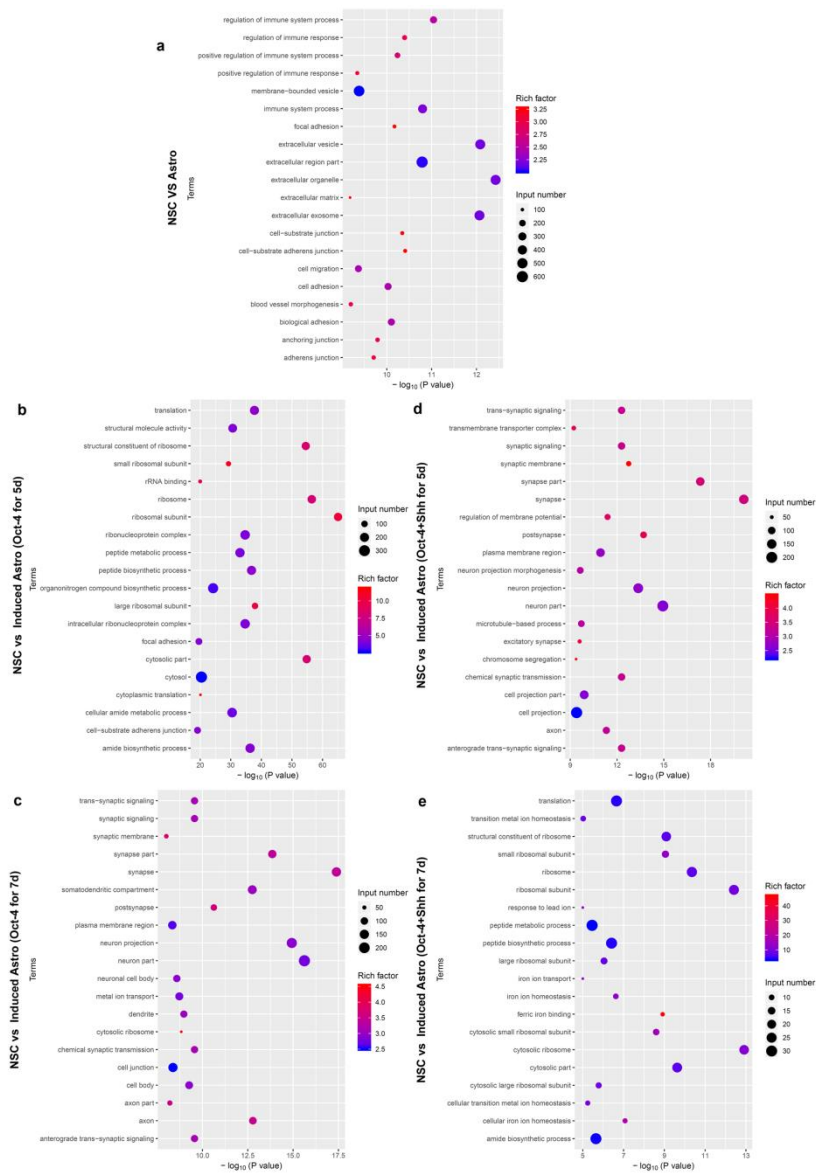 a
NSC VS Astro
Terms
regulation of immune system process
regulation of immune response
positive regulation of immune system process
positive regulation of immune response
membrane−bounded vesicle
immune system process
focal adhesion
extracellular vesicle
extracellular region part
extracellular organelle
extracellular matrix
extracellular exosome
cell−substrate junction
cell−substrate adherens junction
cell migration
cell adhesion
blood vessel morphogenesis
biological adhesion
anchoring junction
adherens junction
10 11 12
− log10 (P value)
Rich factor
3.25
3.00
2.75
2.50
2.25
Input number
100
200
300
400
500
600
b
NSC vs Induced Astro (Oct-4 for 5d)
Terms
translation
structural molecule activity
structural constituent of ribosome
small ribosomal subunit
rRNA binding
ribosome
ribosomal subunit
ribonucleoprotein complex
peptide metabolic process
peptide biosynthetic process
organonitrogen compound biosynthetic process
large ribosomal subunit
intracellular ribonucleoprotein complex
focal adhesion
cytosolic part
cytosol
cytoplasmic translation
cellular amide metabolic process
cell−substrate adherens junction
amide biosynthetic process
20 30 40 50 60
− log10 (P value)
Input number
100
200
300
Rich factor
10.0
7.5
5.0
d
NSC vs Induced Astro (Oct-4+Shh for 5d)
Terms
trans−synaptic signaling
transmembrane transporter complex
synaptic signaling
synaptic membrane
synapse part
synapse
regulation of membrane potential
postsynapse
plasma membrane region
neuron projection morphogenesis
neuron projection
neuron part
microtubule−based process
excitatory synapse
chromosome segregation
chemical synaptic transmission
cell projection part
cell projection
axon
anterograde trans−synaptic signaling
9 12 15 18
− log10 (P value)
Input number
50
100
150
200
Rich factor
4.0
3.5
3.0
2.5
c
NSC vs Induced Astro (Oct-4 for 7d)
Terms
trans−synaptic signaling
synaptic signaling
synaptic membrane
synapse part
synapse
somatodendritic compartment
postsynapse
plasma membrane region
neuron projection
neuron part
neuronal cell body
metal ion transport
dendrite
cytosolic ribosome
chemical synaptic transmission
cell junction
cell body
axon part
axon
anterograde trans−synaptic signaling
10.0 12.5 15.0 17.5
− log10 (P value)
Input number
50
100
150
200
Rich factor
4.5
4.0
3.5
3.0
2.5
e
NSC vs Induced Astro (Oct-4+Shh for 7d)
Terms
translation
transition metal ion homeostasis
structural constituent of ribosome
small ribosomal subunit
ribosome
ribosomal subunit
response to lead ion
peptide metabolic process
peptide biosynthetic process
large ribosomal subunit
iron ion transport
iron ion homeostasis
ferric iron binding
cytosolic small ribosomal subunit
cytosolic ribosome
cytosolic part
cytosolic large ribosomal subunit
cellular transition metal ion homeostasis
cellular iron ion homeostasis
amide biosynthetic process
5 7 9 11 13
− log10 (P value)
Rich factor
40
30
20
10
Input number
10
15
20
25
30